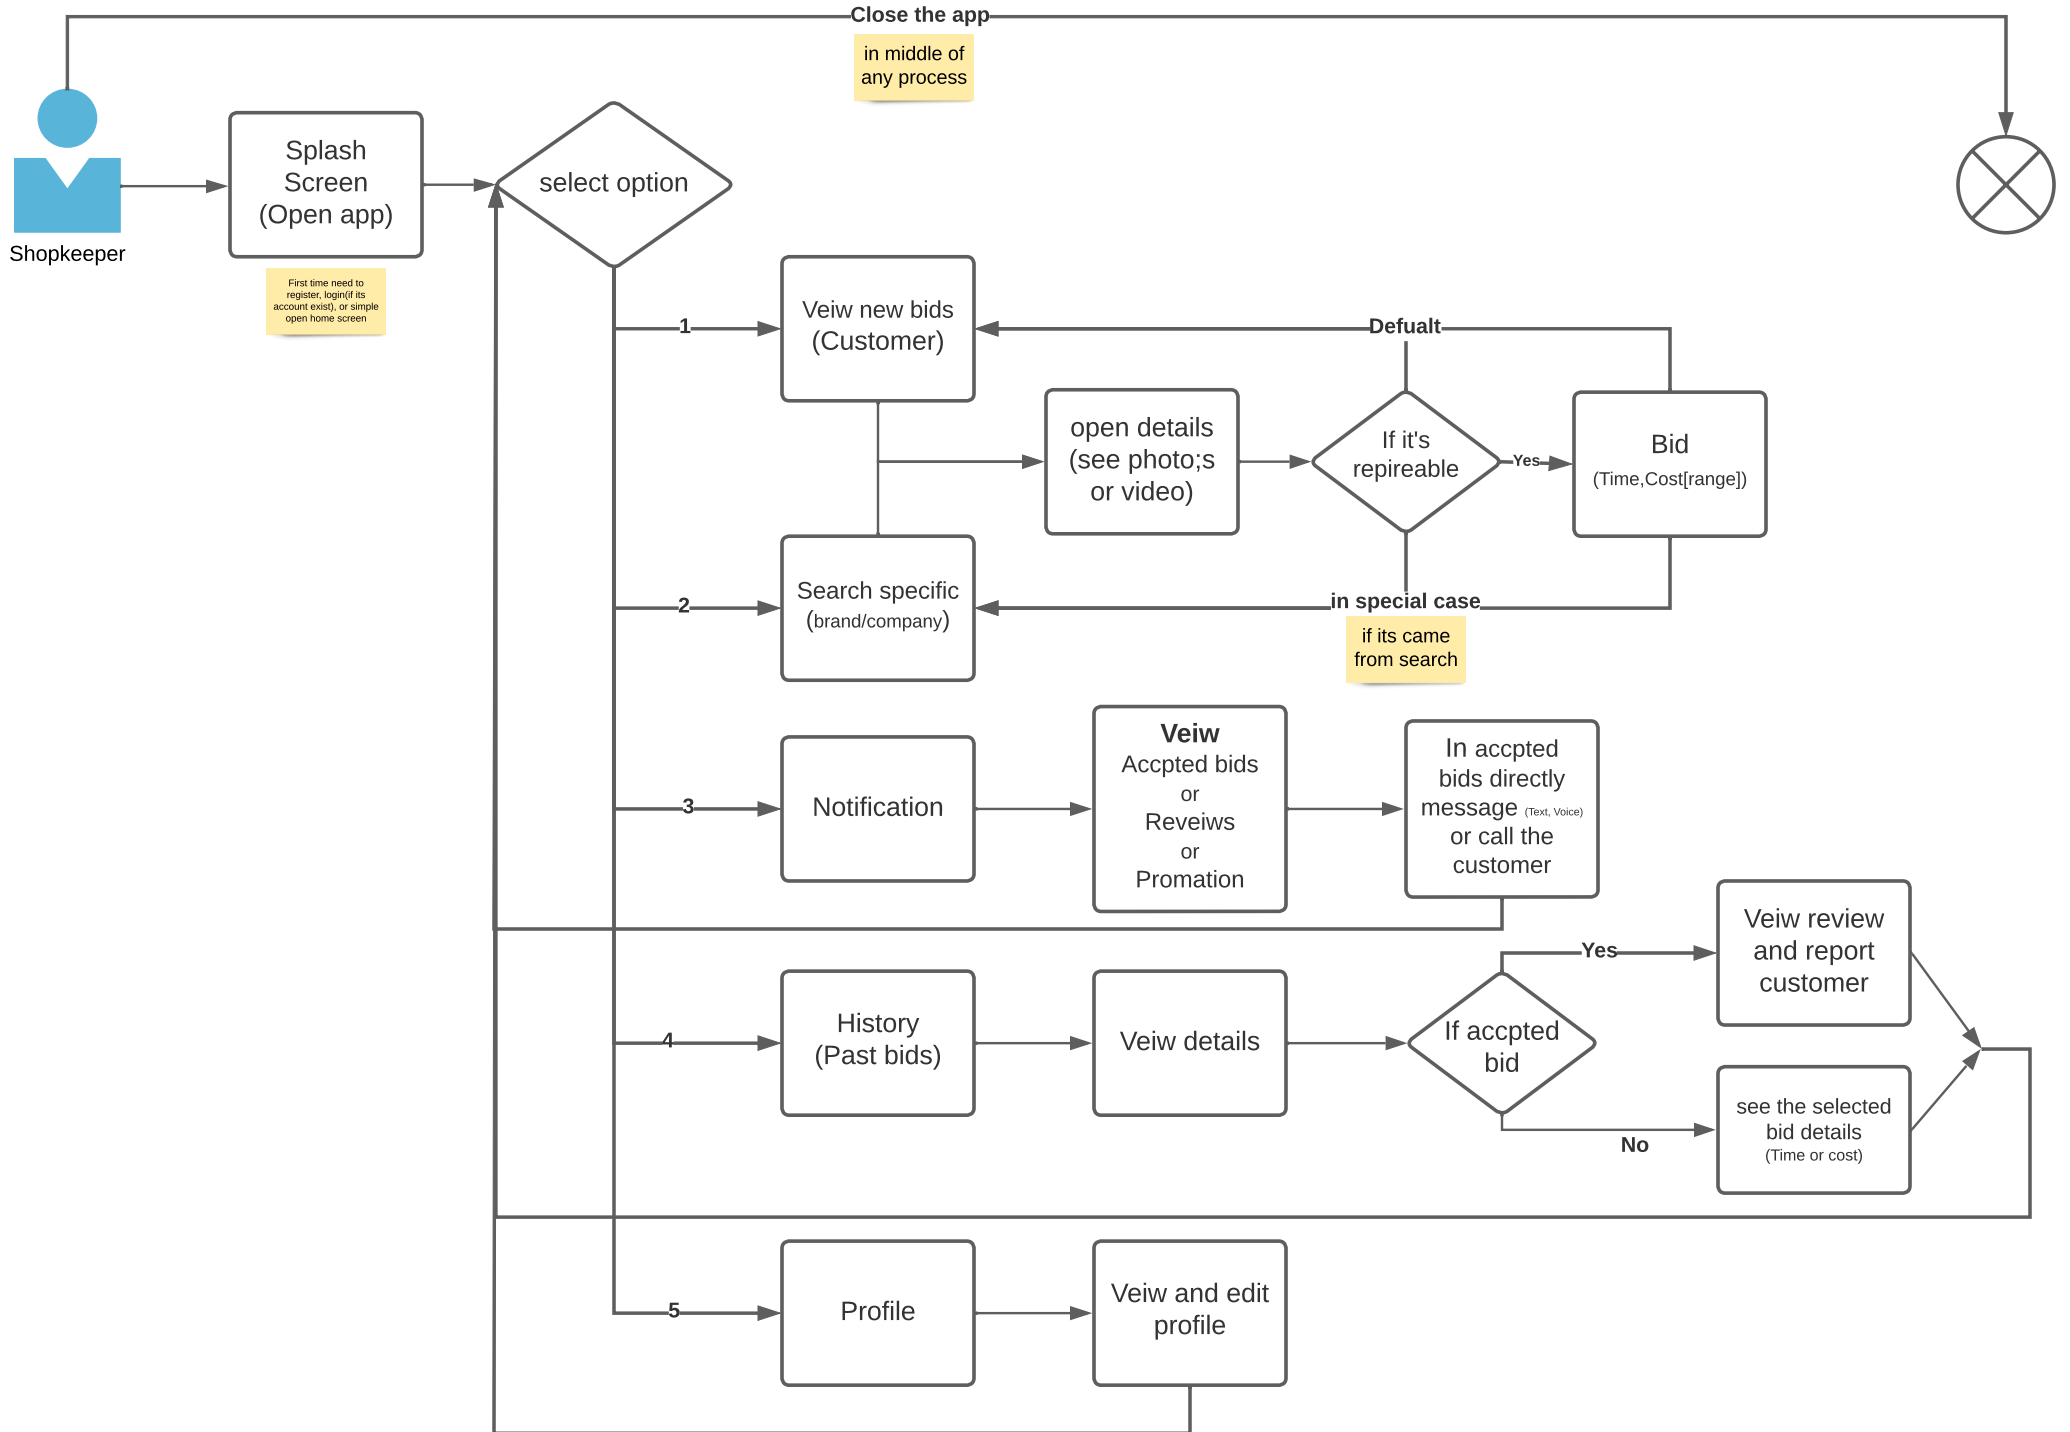 Close the app
in middle of
any process
Shopkeeper
Splash
Screen
(Open app)
First time need to
register, login(if its
account exist), or simple
open home screen
select option
1
Veiw new bids
(Customer)
Defualt
open details
(see photo;s
or video)
If it's
repireable
Yes
Bid
(Time,Cost[range])
2
Search specific
(brand/company)
in special case
if its came
from search
3
Notification
Veiw
Accpted bids
or
Reveiws
or
Promation
In accpted
bids directly
message (Text, Voice)
or call the
customer
4
History
(Past bids)
Veiw details
If accpted
bid
Yes
Veiw review
and report
customer
No
see the selected
bid details
(Time or cost)
5
Profile
Veiw and edit
profile